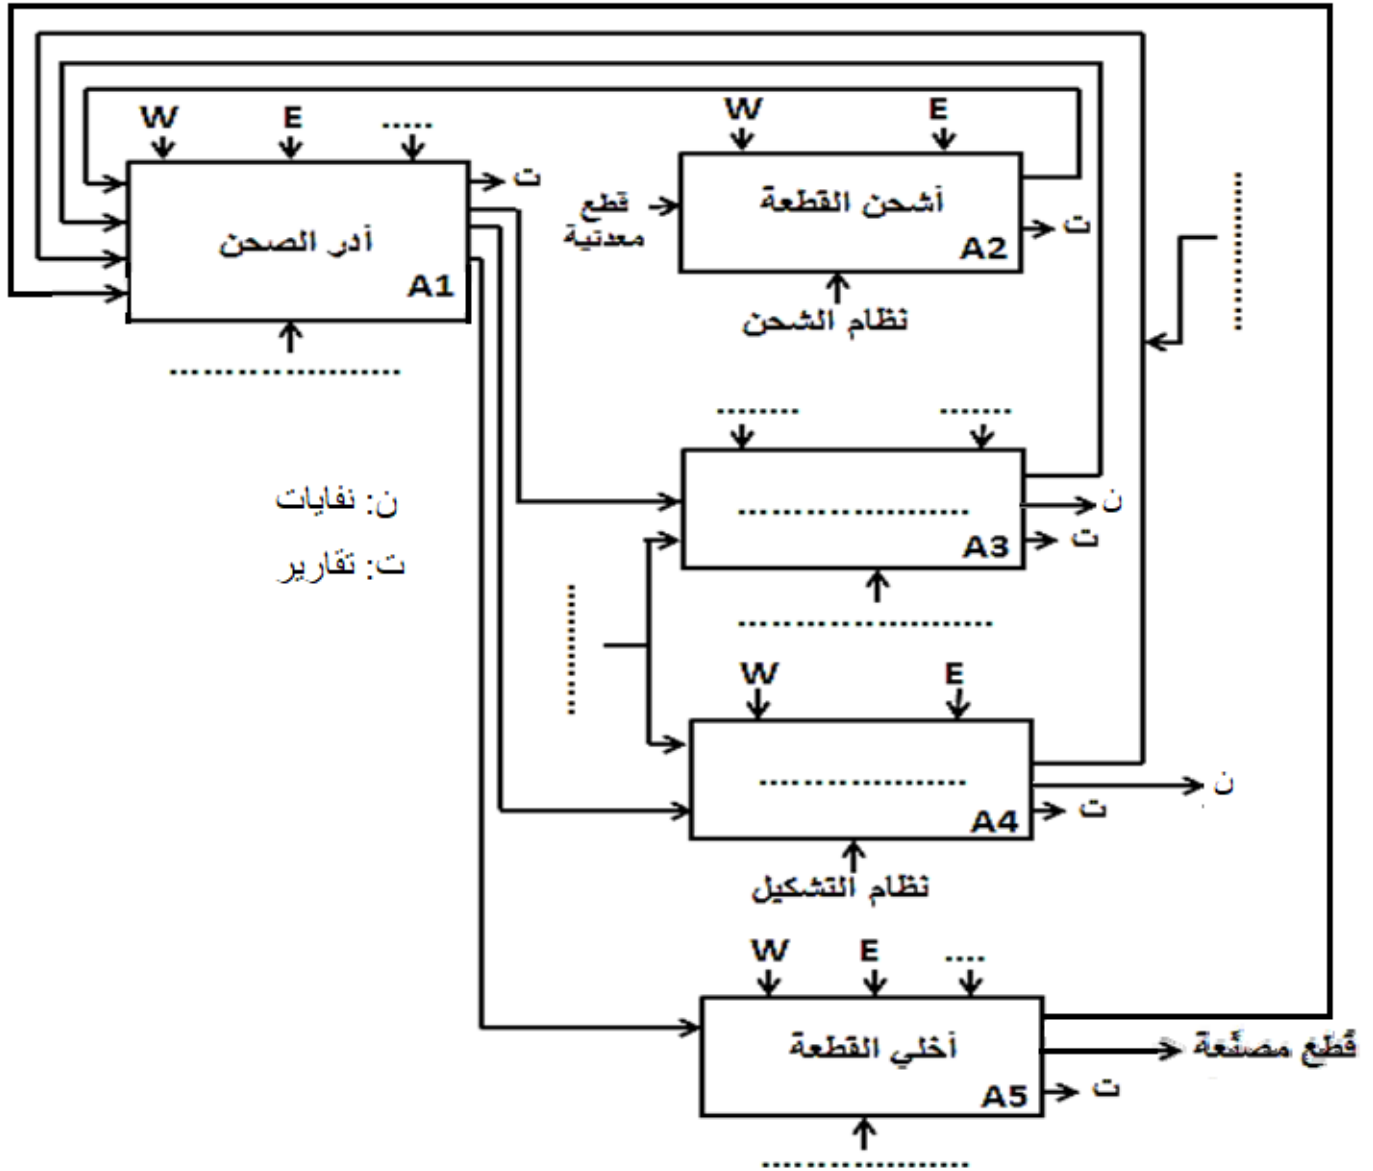 W E .....
أدر الصحن
A1
ت
......................
W E
قطع
معدنية
أشحن القطعة
A2
ت
نظام الشحن
................
........ .......
......................
A3
ن
ت
........................
ن: نفايات
ت: تقارير
..............
W E
....................
A4
ن
ت
نظام التشكيل
W E ....
أخلي القطعة
A5
قطع مصنّعة
ت
....................